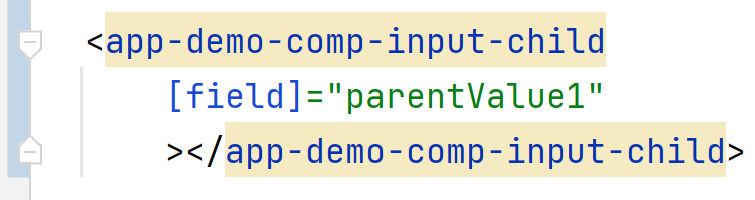 <app-demo-comp-input-child
[field]="parentValue1"
></app-demo-comp-input-child>